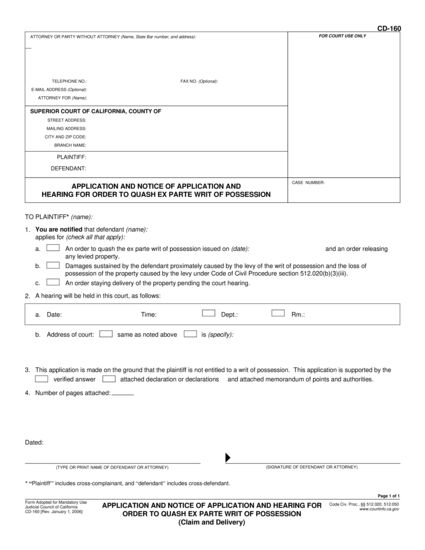 CD-160
ATTORNEY OR PARTY WITHOUT ATTORNEY (Name, State Bar number, and address):
FOR COURT USE ONLY
TELEPHONE NO.:
FAX NO. (Optional):
E-MAIL ADDRESS (Optional):
ATTORNEY FOR (Name):
SUPERIOR COURT OF CALIFORNIA, COUNTY OF
STREET ADDRESS:
MAILING ADDRESS:
CITY AND ZIP CODE:
BRANCH NAME:
PLAINTIFF:
DEFENDANT:
APPLICATION AND NOTICE OF APPLICATION AND
HEARING FOR ORDER TO QUASH EX PARTE WRIT OF POSSESSION
CASE NUMBER:
TO PLAINTIFF* (name):
1. You are notified that defendant (name):
applies for (check all that apply):
a. An order to quash the ex parte writ of possession issued on (date): and an order releasing
any levied property.
b. Damages sustained by the defendant proximately caused by the levy of the writ of possession and the loss of
possession of the property caused by the levy under Code of Civil Procedure section 512.020(b)(3)(iii).
c. An order staying delivery of the property pending the court hearing.
2. A hearing will be held in this court, as follows:
a. Date: Time: Dept.: Rm.:
b. Address of court: same as noted above is (specify):
3. This application is made on the ground that the plaintiff is not entitled to a writ of possession. This application is supported by the
verified answer attached declaration or declarations and attached memorandum of points and authorities.
4. Number of pages attached:
Dated:
(TYPE OR PRINT NAME OF DEFENDANT OR ATTORNEY)
(SIGNATURE OF DEFENDANT OR ATTORNEY)
* "Plaintiff" includes cross-complainant, and "defendant" includes cross-defendant.
Page 1 of 1
Form Adopted for Mandatory Use
Judicial Council of California
CD-160 [Rev. January 1, 2006]
APPLICATION AND NOTICE OF APPLICATION AND HEARING FOR
ORDER TO QUASH EX PARTE WRIT OF POSSESSION
(Claim and Delivery)
Code Civ. Proc., §§ 512.020, 512.050
www.courtinfo.ca.gov